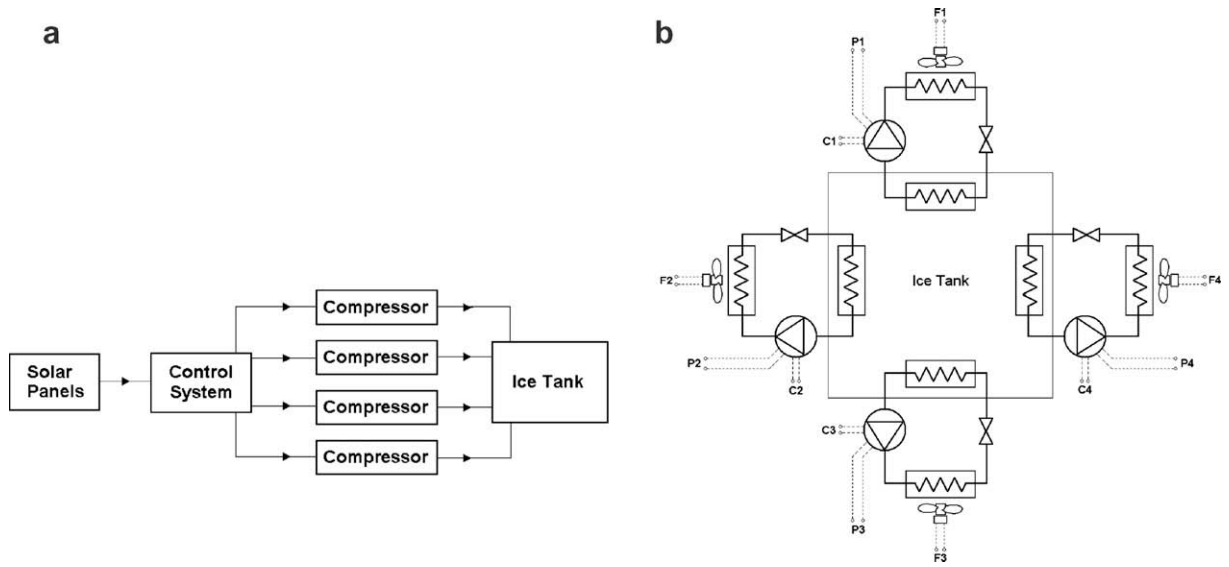 a
Solar
Panels
Control
System
Compressor
Compressor
Compressor
Compressor
Ice Tank
b
F1
P1
C1
F2
Ice Tank
F4
P2
C2
C4
P4
C3
P3
F3